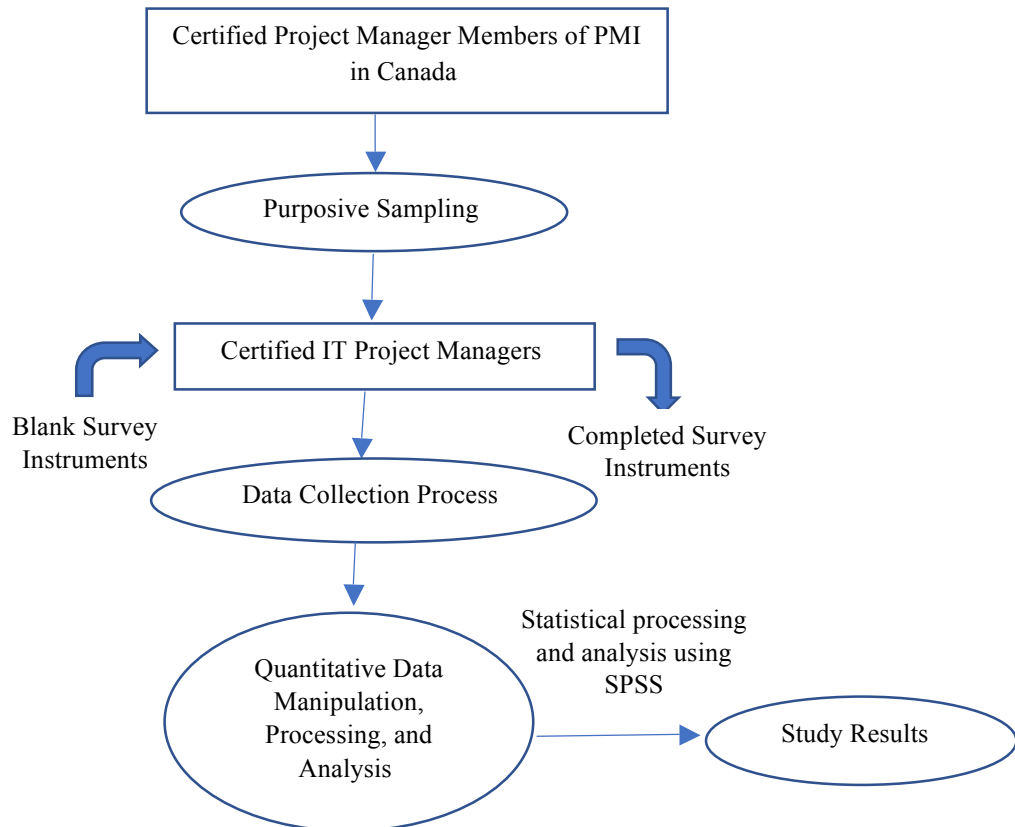 Certified Project Manager Members of PMI
in Canada
Purposive Sampling
Certified IT Project Managers
Blank Survey
Instruments
Completed Survey
Instruments
Data Collection Process
Statistical processing
and analysis using
SPSS
Quantitative Data
Manipulation,
Processing, and
Analysis
Study Results